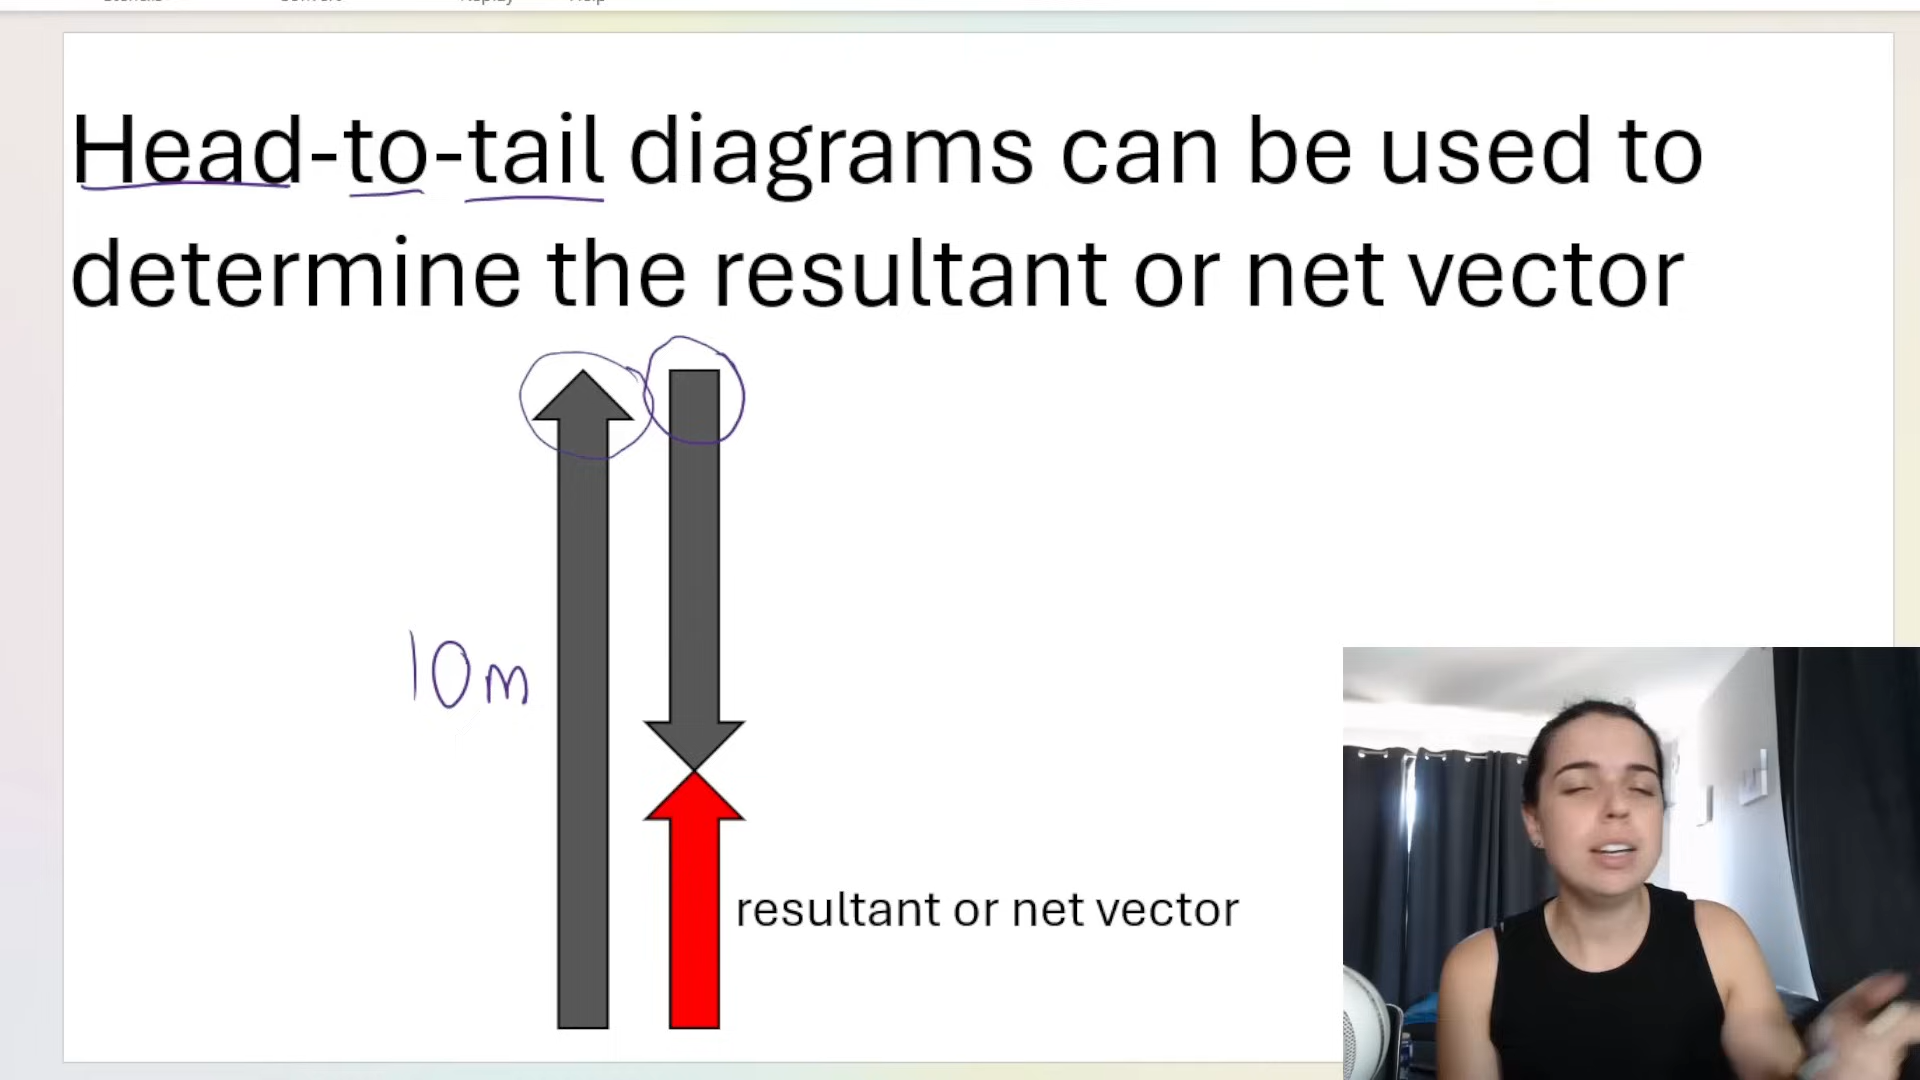 Head-to-tail diagrams can be used to
determine the resultant or net vector
10m
resultant or net vector